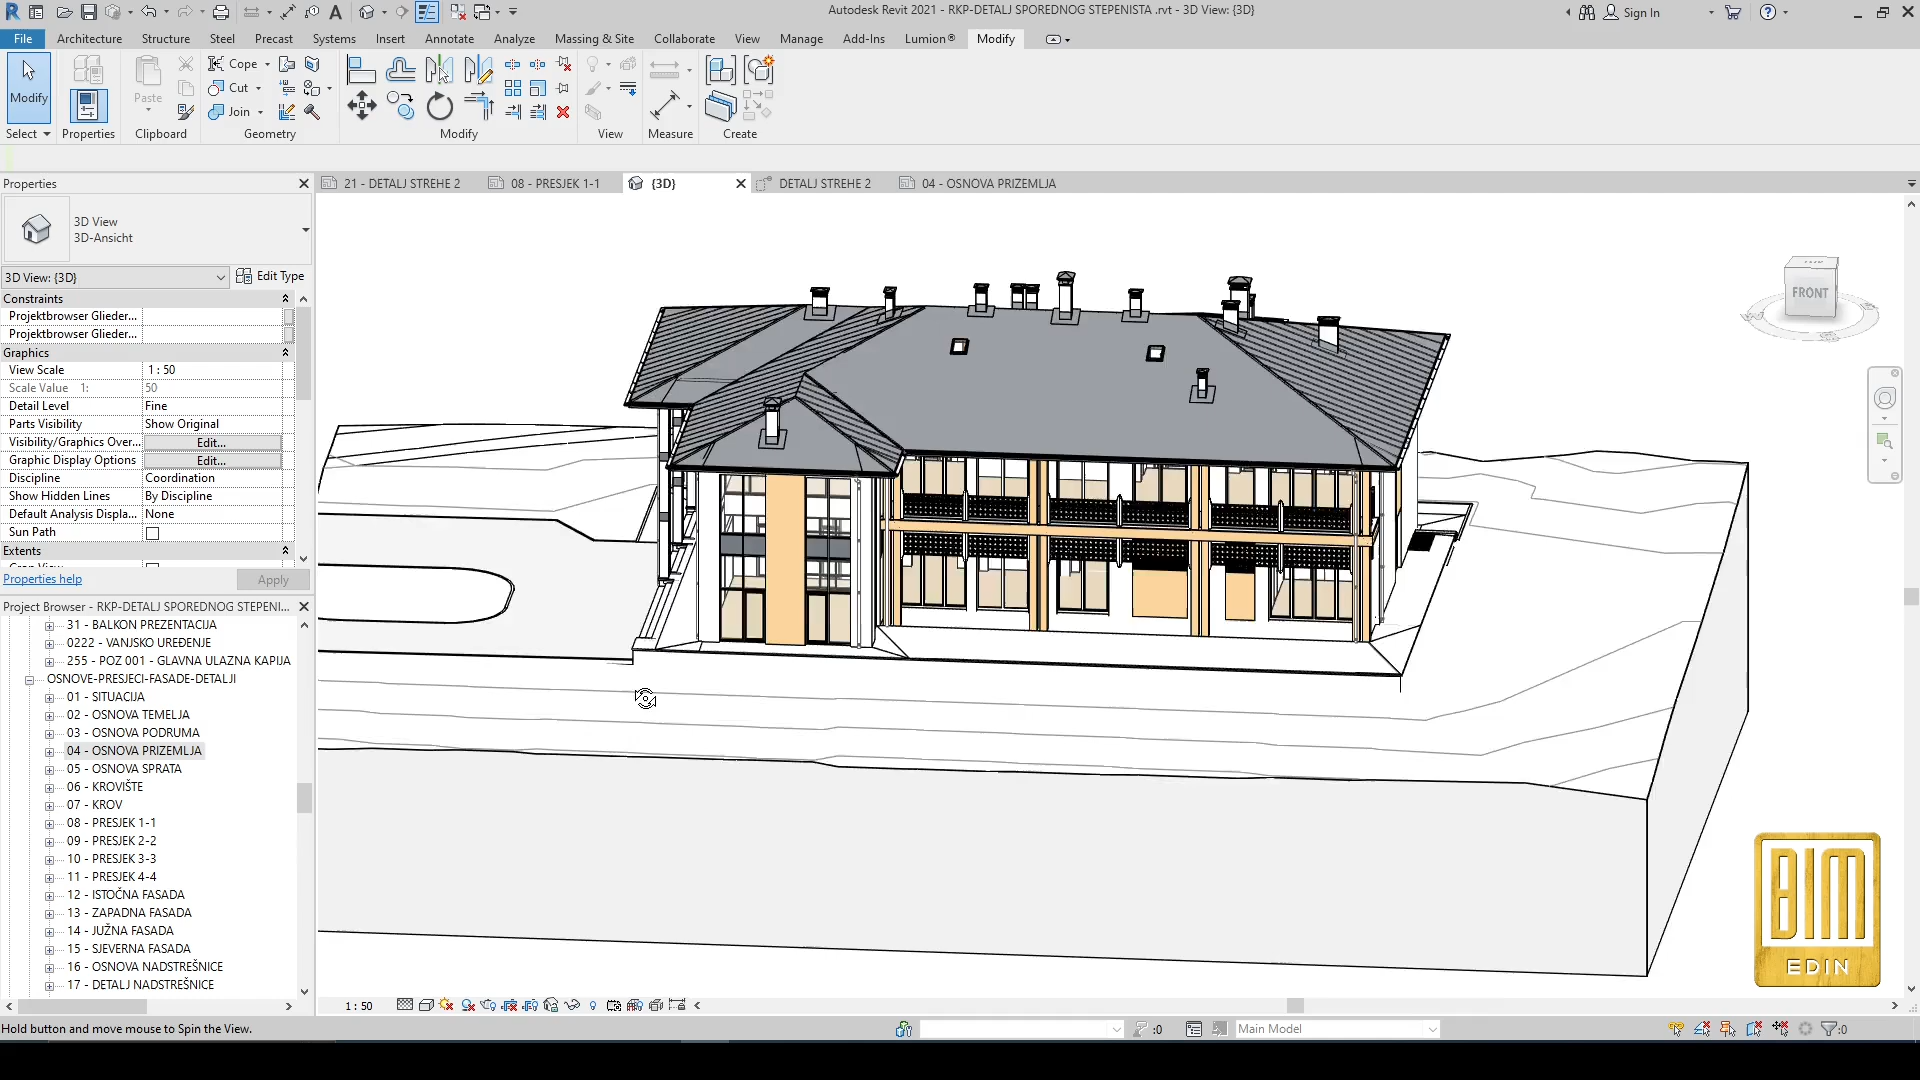 Autodesk Revit 2021 - RKP-DETALJ SPOREDNOG STEPENISTA .rvt - 3D View: {3D}
Sign In
File Architecture Structure Steel Precast Systems Insert Annotate Analyze Massing & Site Collaborate View Manage Add-Ins Lumion® Modify
Modify
Paste
Cope
Cut
Join
Select Properties Clipboard Geometry Modify View Measure Create
Properties
21 - DETALJ STREHE 2
08 - PRESJEK 1-1
{3D}
DETALJ STREHE 2
04 - OSNOVA PRIZEMLJA
3D View
3D-Ansicht
3D View: {3D}
Edit Type
Constraints
Projektbrowser Glieder...
Projektbrowser Glieder...
Graphics
View Scale 1 : 50
Scale Value 1: 50
Detail Level Fine
Parts Visibility Show Original
Visibility/Graphics Over... Edit...
Graphic Display Options Edit...
Discipline Coordination
Show Hidden Lines By Discipline
Default Analysis Displa... None
Sun Path
Extents
Properties help Apply
Project Browser - RKP-DETALJ SPOREDNOG STEPENI...
31 - BALKON PREZENTACIJA
0222 - VANJSKO UREĐENJE
255 - POZ 001 - GLAVNA ULAZNA KAPIJA
OSNOVE-PRESJECI-FASADE-DETALJI
01 - SITUACIJA
02 - OSNOVA TEMELJA
03 - OSNOVA PODRUMA
04 - OSNOVA PRIZEMLJA
05 - OSNOVA SPRATA
06 - KROVIŠTE
07 - KROV
08 - PRESJEK 1-1
09 - PRESJEK 2-2
10 - PRESJEK 3-3
11 - PRESJEK 4-4
12 - ISTOČNA FASADA
13 - ZAPADNA FASADA
14 - JUŽNA FASADA
15 - SJEVERNA FASADA
16 - OSNOVA NADSTREŠNICE
17 - DETALJ NADSTREŠNICE
FRONT
BIM
EDIN
1 : 50
Hold button and move mouse to Spin the View.
:0
Main Model
:0